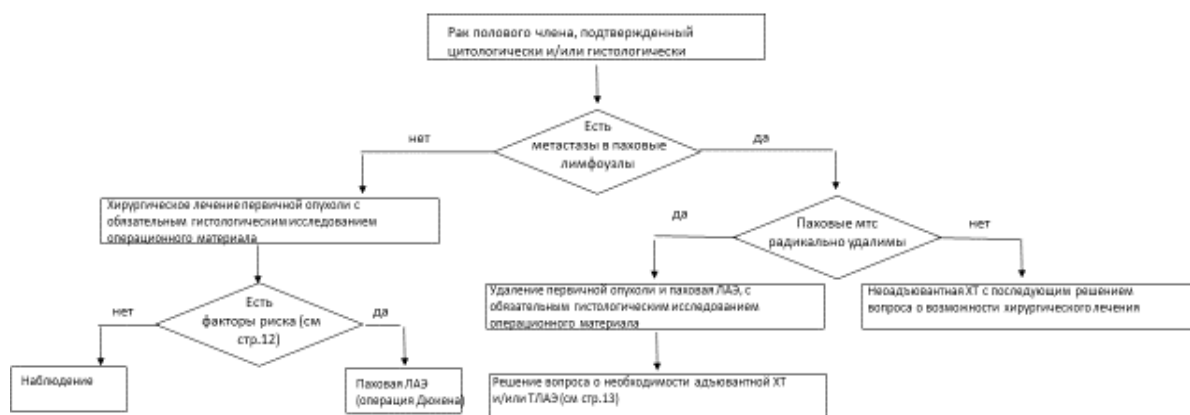 Рак полового члена, подтвержденный
цитологически и/или гистологически
Есть
метастазы в паховые
лимфоузлы
нет
да
Хирургическое лечение первичной опухоли с
обязательным гистологическим исследованием
операционного материала
Паховые мтс
радикально удалимы
да
нет
Удаление первичной опухоли и паховая ЛАЭ, с
обязательным гистологическим исследованием
операционного материала
Неоадъювантная ХТ с последующим решением
вопроса о возможности хирургического лечения
Есть
факторы риска (см
стр.12)
нет
да
Наблюдение
Паховая ЛАЭ
(операция Дюкена)
Решение вопроса о необходимости адъювантной ХТ
и/или ТЛАЭ (см стр.13)